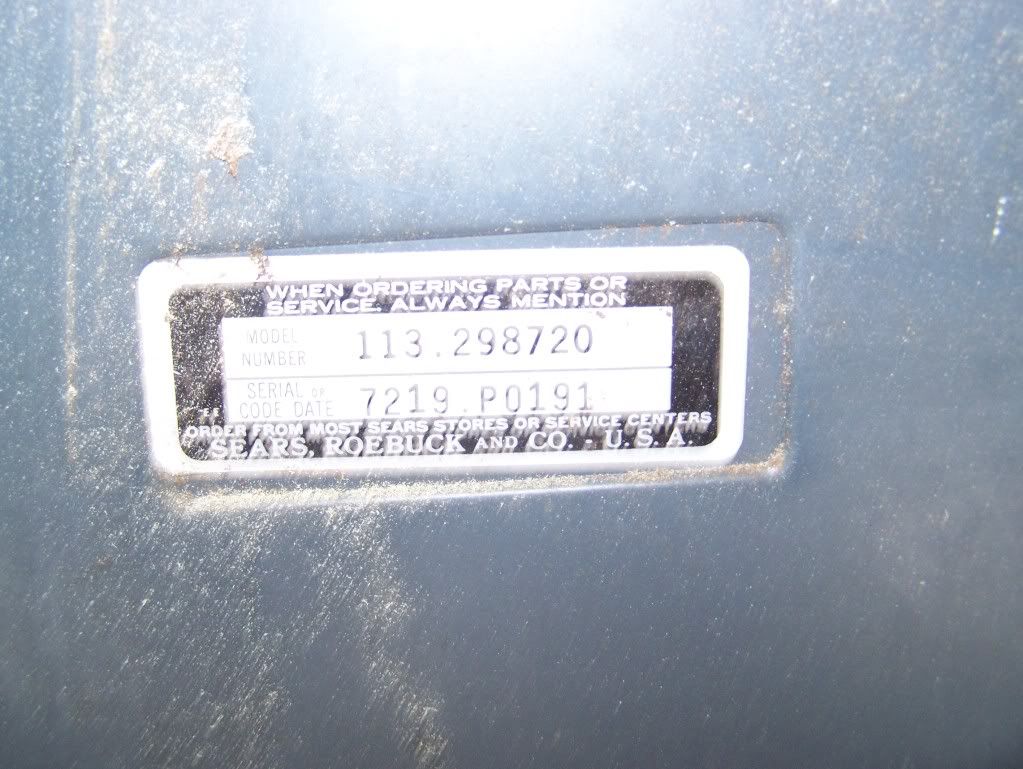 WHEN ORDERING PARTS OR
SERVICE, ALWAYS MENTION
MODEL
NUMBER 113.298720
SERIAL OR
CODE DATE 7219.P0191
ORDER FROM MOST SEARS STORES OR SERVICE CENTERS
SEARS, ROEBUCK AND CO. U.S.A.